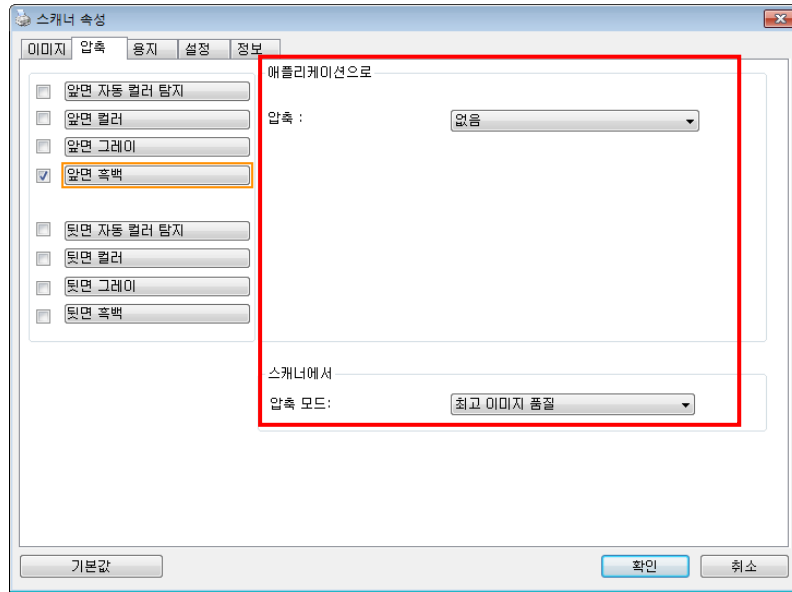 스캐너 속성
이미지 압축 용지 설정 정보
앞면 자동 컬러 탐지
앞면 컬러
앞면 그레이
앞면 흑백
뒷면 자동 컬러 탐지
뒷면 컬러
뒷면 그레이
뒷면 흑백
애플리케이션으로
압축 : 없음
스캐너에서
압축 모드: 최고 이미지 품질
기본값 확인 취소